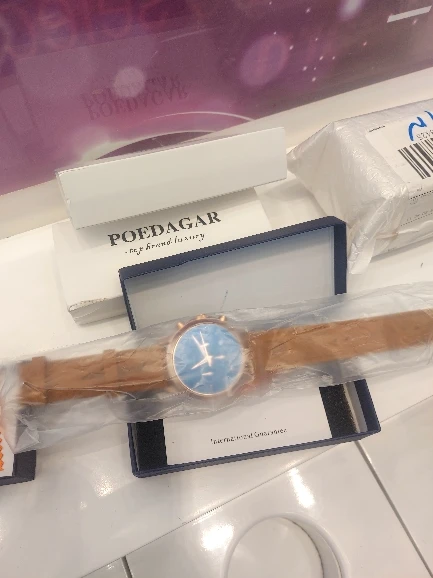 POEDAGAR
top brand luxury
International Guarantee